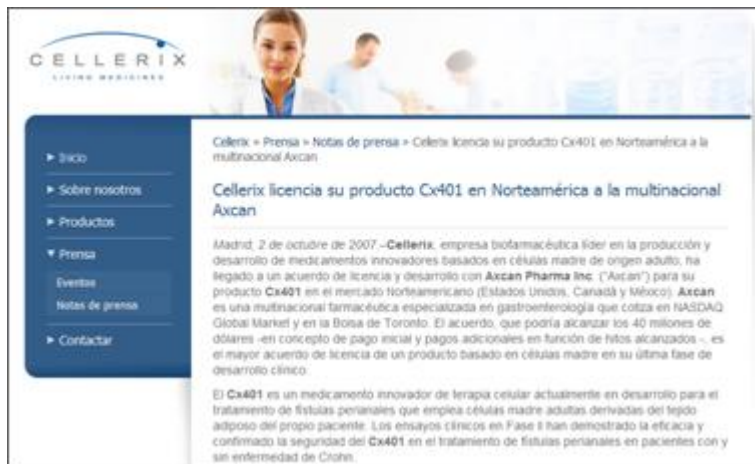 CELLERIX
LIVING MEDICINES
Cellerix » Prensa » Notas de prensa » Cellerix licencia su producto Cx401 en Norteamérica a la
multinacional Axcan
► Inicio
► Sobre nosotros
► Productos
▼ Prensa
Eventos
Notas de prensa
► Contactar
Cellerix licencia su producto Cx401 en Norteamérica a la multinacional
Axcan
Madrid, 2 de octubre de 2007.-Cellerix, empresa biofarmacéutica líder en la producción y
desarrollo de medicamentos innovadores basados en células madre de origen adulto, ha
llegado a un acuerdo de licencia y desarrollo con Axcan Pharma Inc. ("Axcan") para su
producto Cx401 en el mercado Norteamericano (Estados Unidos, Canadá y México). Axcan
es una multinacional farmacéutica especializada en gastroenterología que cotiza en NASDAQ
Global Market y en la Bolsa de Toronto. El acuerdo, que podría alcanzar los 40 millones de
dólares -en concepto de pago inicial y pagos adicionales en función de hitos alcanzados -, es
el mayor acuerdo de licencia de un producto basado en células madre en su última fase de
desarrollo clínico.
El Cx401 es un medicamento innovador de terapia celular actualmente en desarrollo para el
tratamiento de fístulas perianales que emplea células madre adultas derivadas del tejido
adiposo del propio paciente. Los ensayos clínicos en Fase II han demostrado la eficacia y
confirmado la seguridad del Cx401 en el tratamiento de fístulas perianales en pacientes con y
sin enfermedad de Crohn.